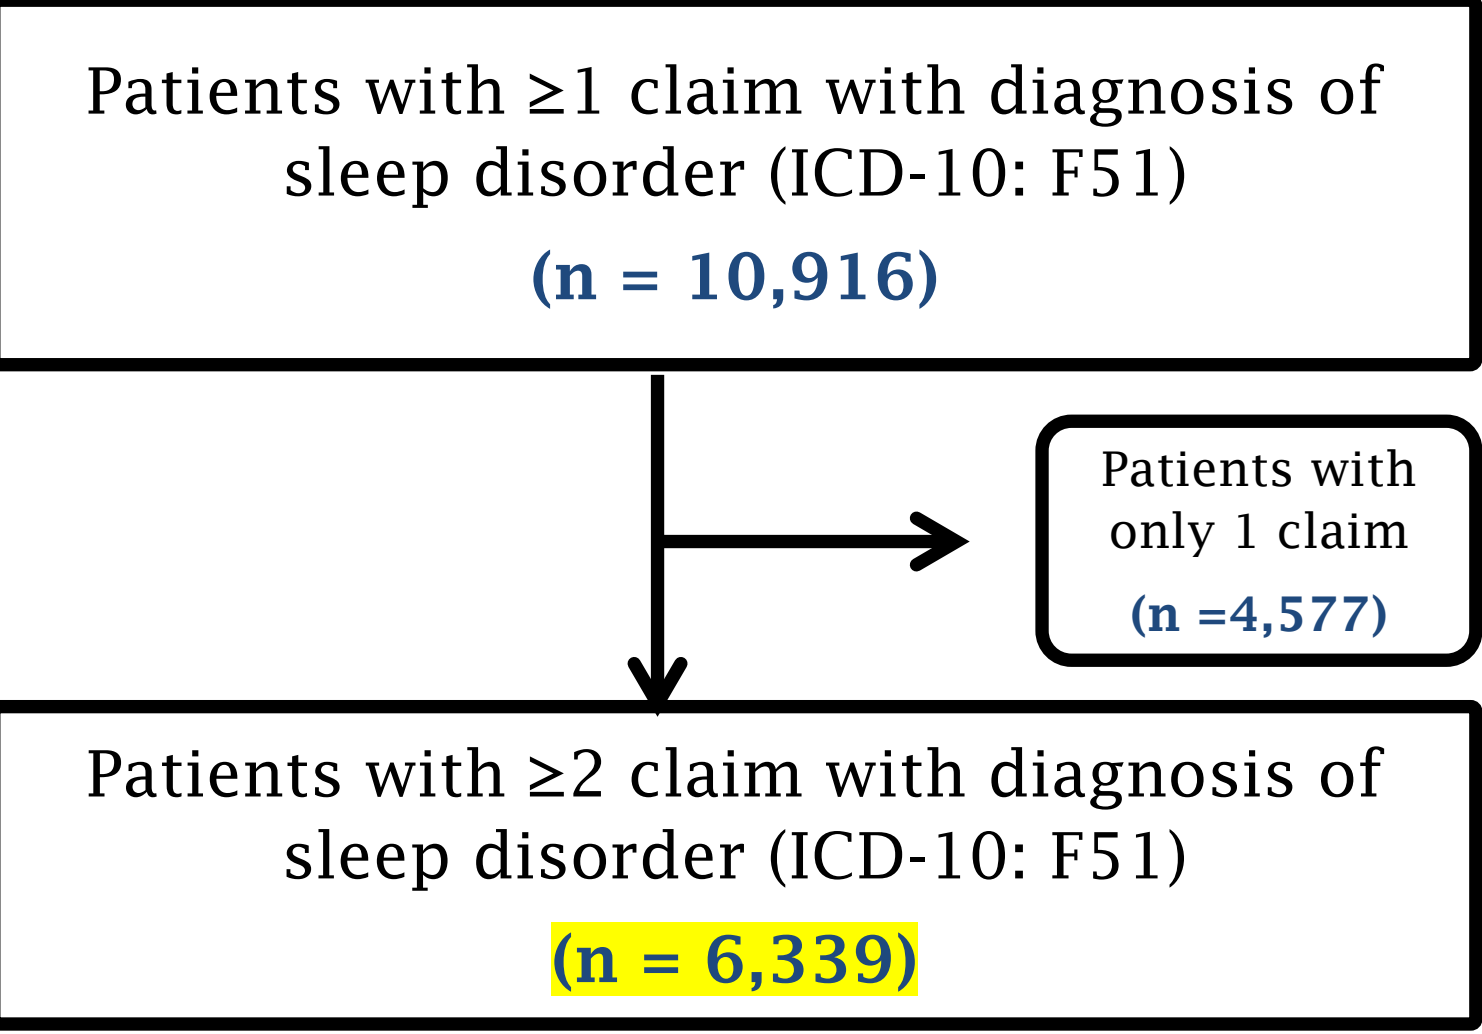 Patients with ≥1 claim with diagnosis of
sleep disorder (ICD-10: F51)
(n = 10,916)
Patients with
only 1 claim
(n =4,577)
Patients with ≥2 claim with diagnosis of
sleep disorder (ICD-10: F51)
(n = 6,339)